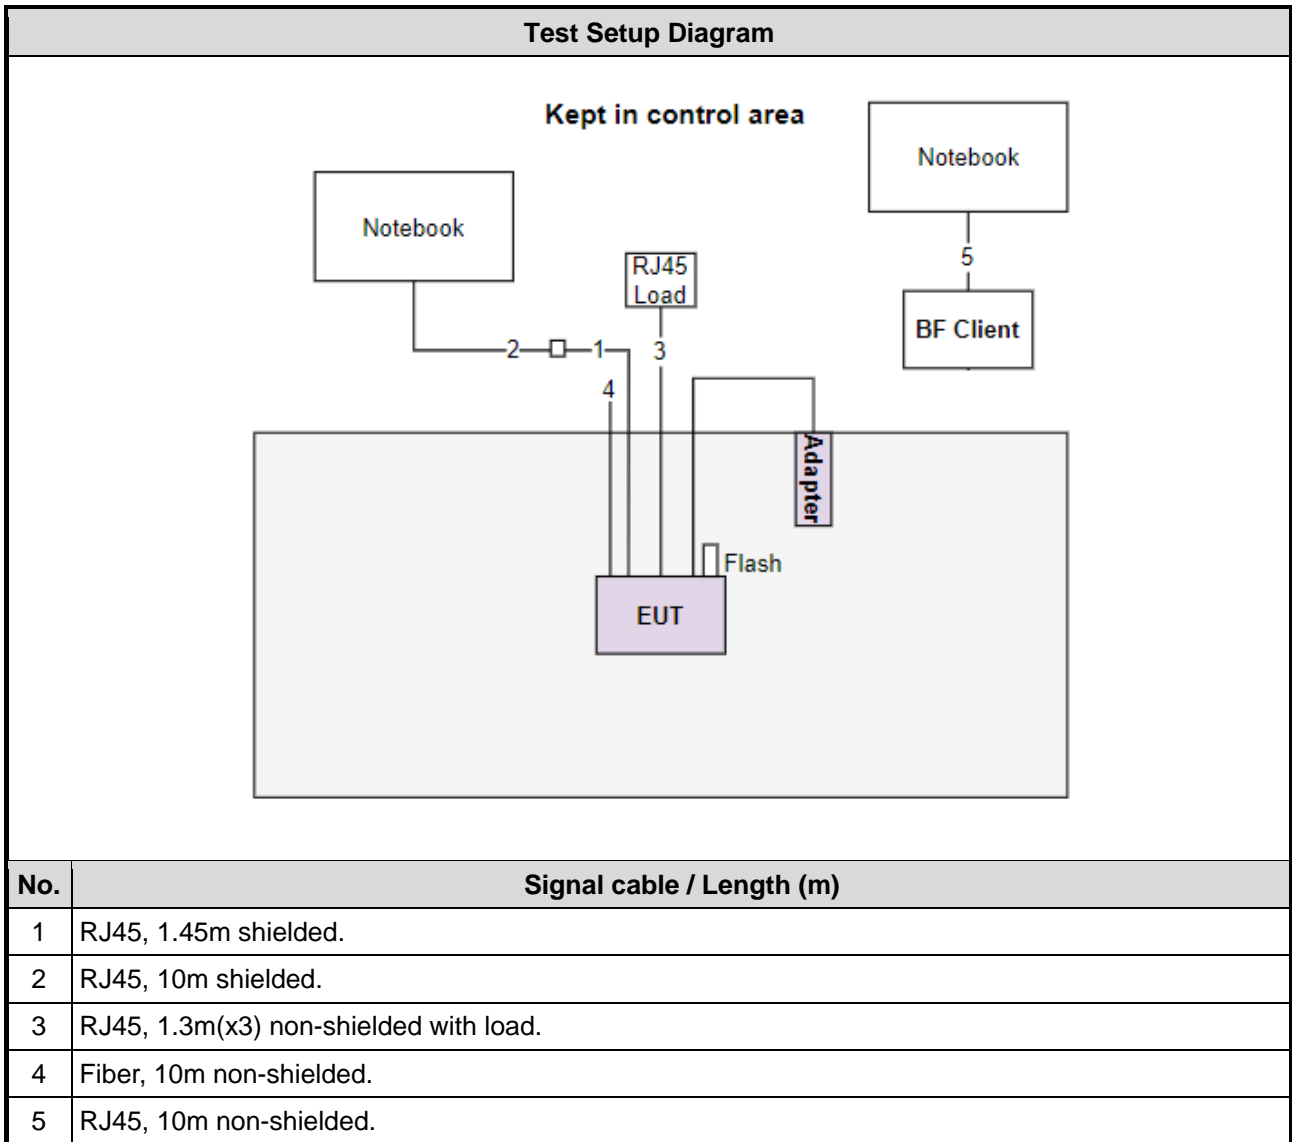 Test Setup Diagram
Kept in control area
Notebook
Notebook
RJ45
Load
5
BF Client
2
1
3
4
Adapter
Flash
EUT
No. Signal cable / Length (m)
1 RJ45, 1.45m shielded.
2 RJ45, 10m shielded.
3 RJ45, 1.3m(x3) non-shielded with load.
4 Fiber, 10m non-shielded.
5 RJ45, 10m non-shielded.